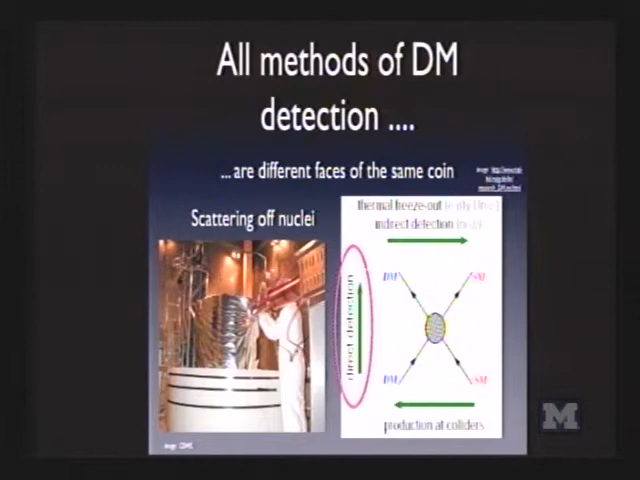 All methods of DM
detection ....
... are different faces of the same coin
Scattering off nuclei
thermal freeze-out
indirect detection
direct detection
DM
SM
DM
SM
production at colliders
M